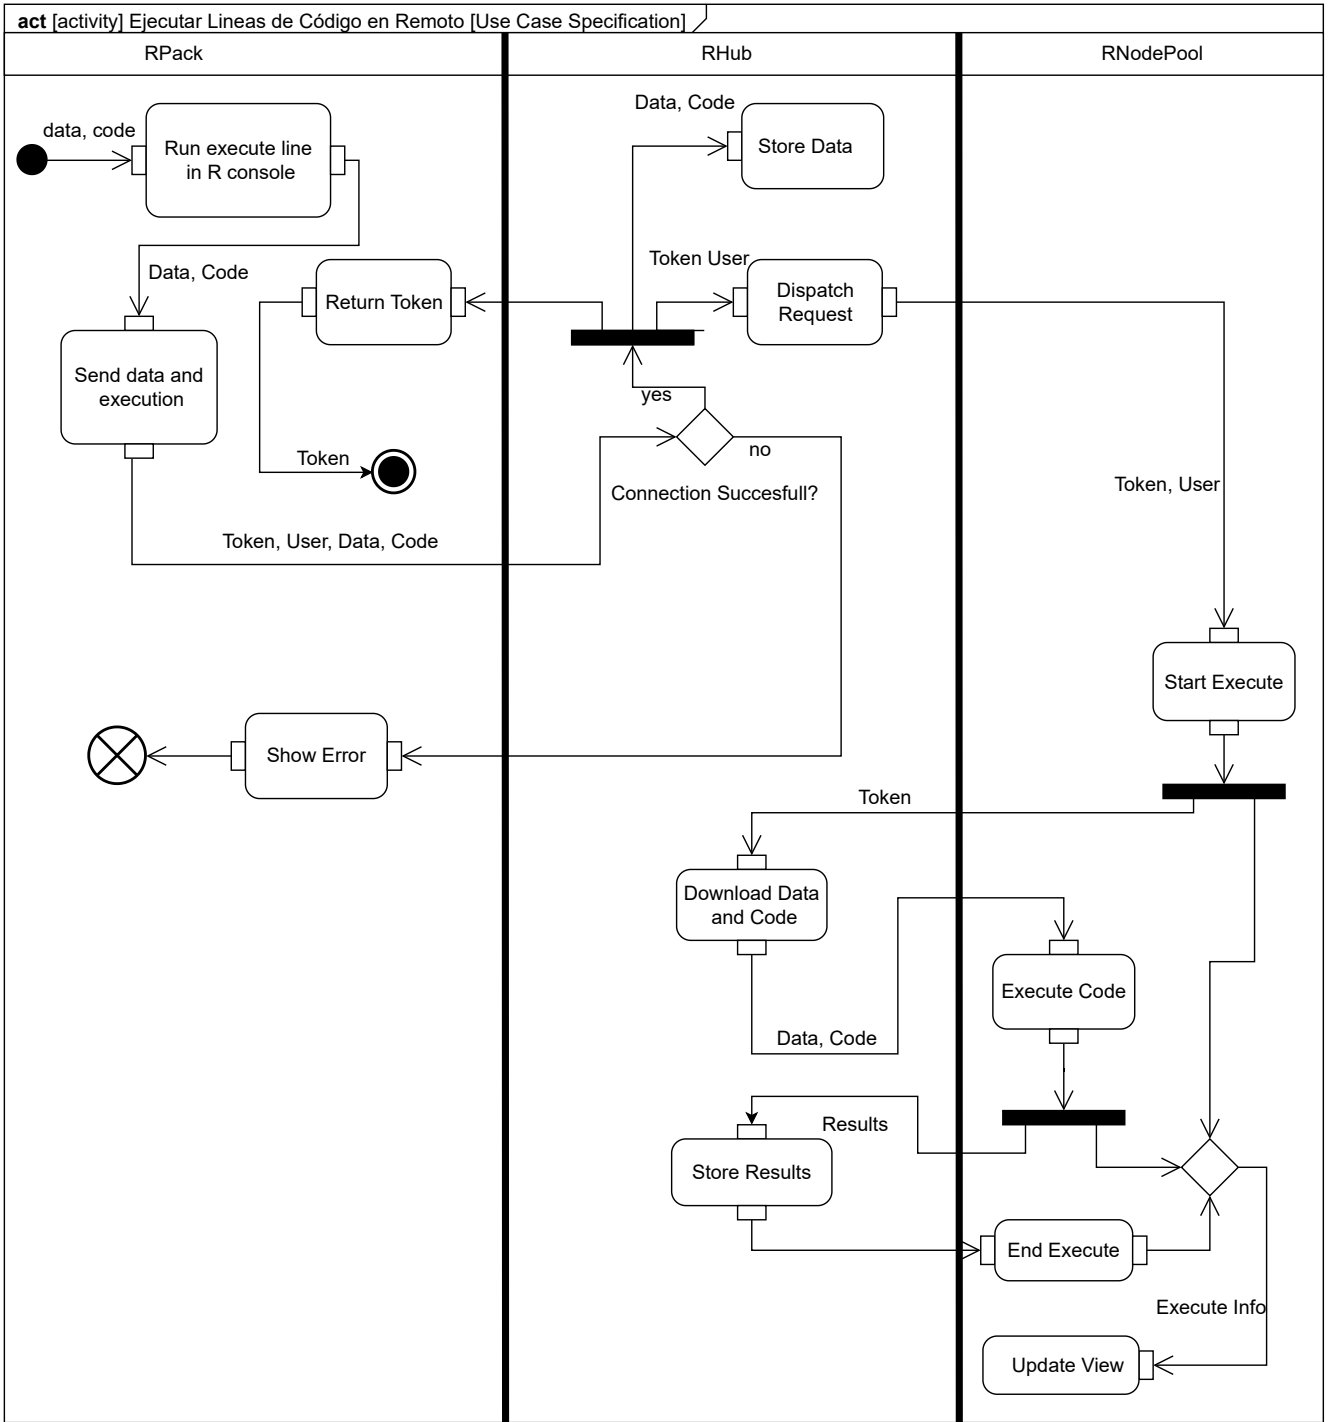 act [activity] Ejecutar Lineas de Código en Remoto [Use Case Specification]
RPack
RHub
RNodePool
data, code
Run execute line
in R console
Data, Code
Store Data
Data, Code
Return Token
Token User
Dispatch
Request
Send data and
execution
yes
no
Token
Connection Succesfull?
Token, User
Token, User, Data, Code
Start Execute
Show Error
Token
Download Data
and Code
Execute Code
Data, Code
Results
Store Results
End Execute
Execute Info
Update View